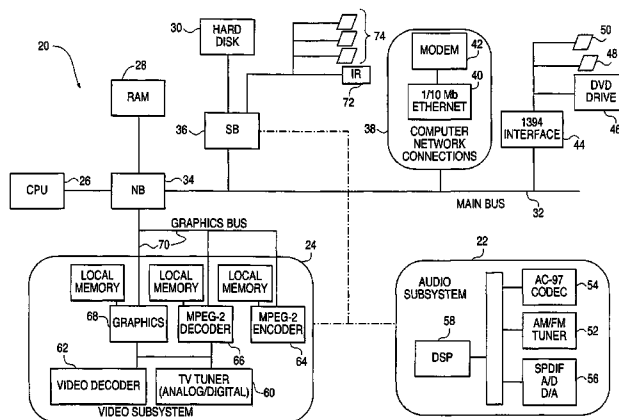 20
30
HARD
DISK
74
28
RAM
IR
72
MODEM
42
40
1/10 Mb
ETHERNET
38
COMPUTER
NETWORK
CONNECTIONS
50
48
DVD
DRIVE
46
1394
INTERFACE
44
36
SB
CPU
26
34
NB
MAIN BUS
32
GRAPHICS BUS
70
24
LOCAL
MEMORY
LOCAL
MEMORY
LOCAL
MEMORY
68
GRAPHICS
MPEG-2
DECODER
66
MPEG-2
ENCODER
64
62
VIDEO DECODER
TV TUNER
(ANALOG/DIGITAL)
60
VIDEO SUBSYSTEM
22
AUDIO
SUBSYSTEM
58
DSP
AC-97
CODEC
54
AM/FM
TUNER
52
SPDIF
A/D
D/A
56